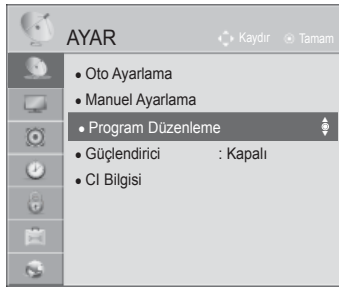 AYAR
Kaydır
Tamam
• Oto Ayarlama
• Manuel Ayarlama
• Program Düzenleme
• Güçlendirici : Kapalı
• CI Bilgisi